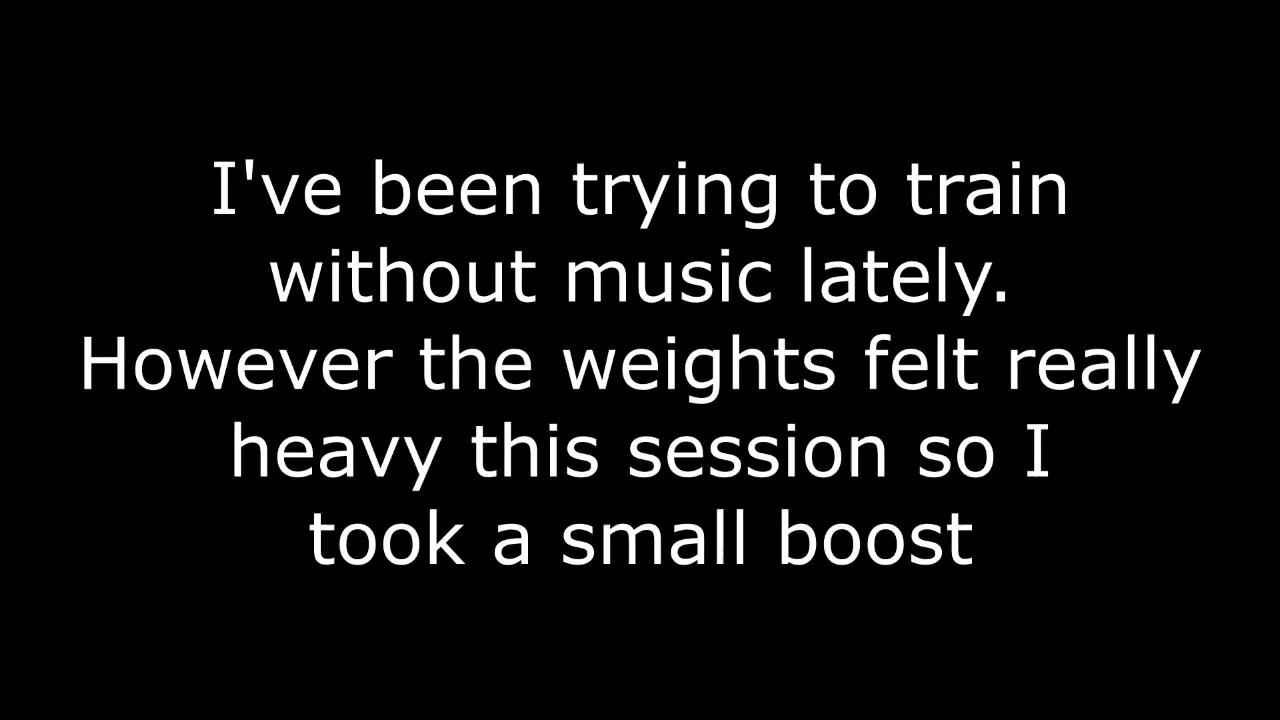 I've been trying to train
without music lately.
However the weights felt really
heavy this session so I
took a small boost